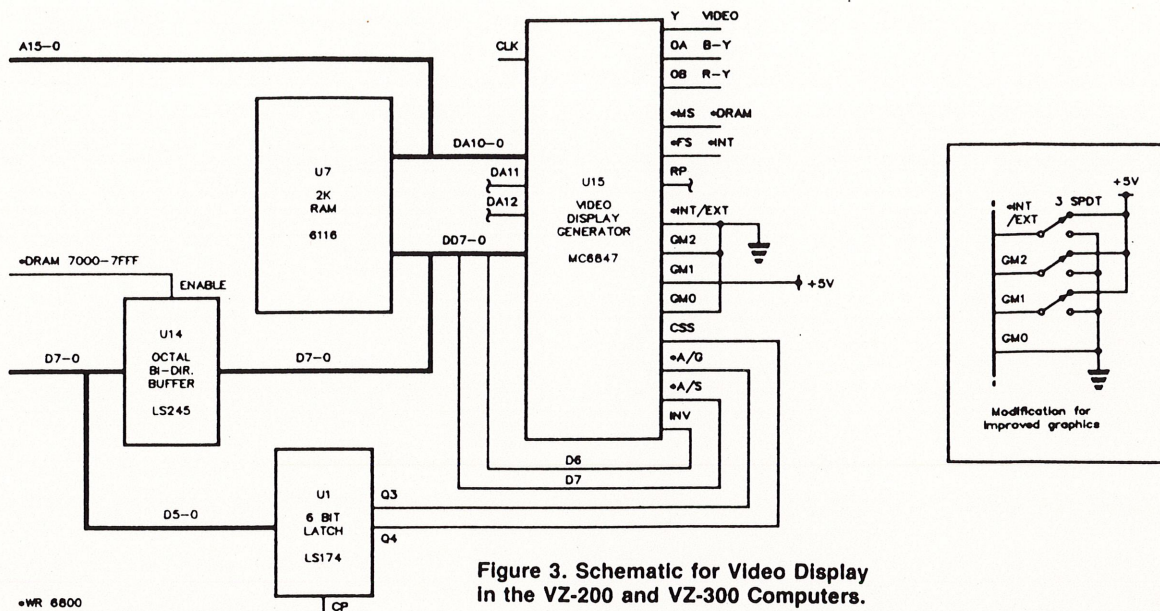 A15-0
CLK
Y VIDEO
OA B-Y
OB R-Y
*MS *DRAM
*FS *INT
RP
*INT/EXT
GM2
GM1
GM0
CSS
*A/G
*A/S
INV
DA10-0
DA11
DA12
DD7-0
U7
2K
RAM
6116
U15
VIDEO
DISPLAY
GENERATOR
MC6847
+5V
*DRAM 7000-7FFF
ENABLE
U14
OCTAL
BI-DIR.
BUFFER
LS245
D7-0
D7-0
D6
D7
D5-0
U1
6 BIT
LATCH
LS174
Q3
Q4
CP
*WR 6800
+5V
*INT
/EXT
3 SPDT
GM2
GM1
GM0
Modification for
improved graphics
Figure 3. Schematic for Video Display
in the VZ-200 and VZ-300 Computers.